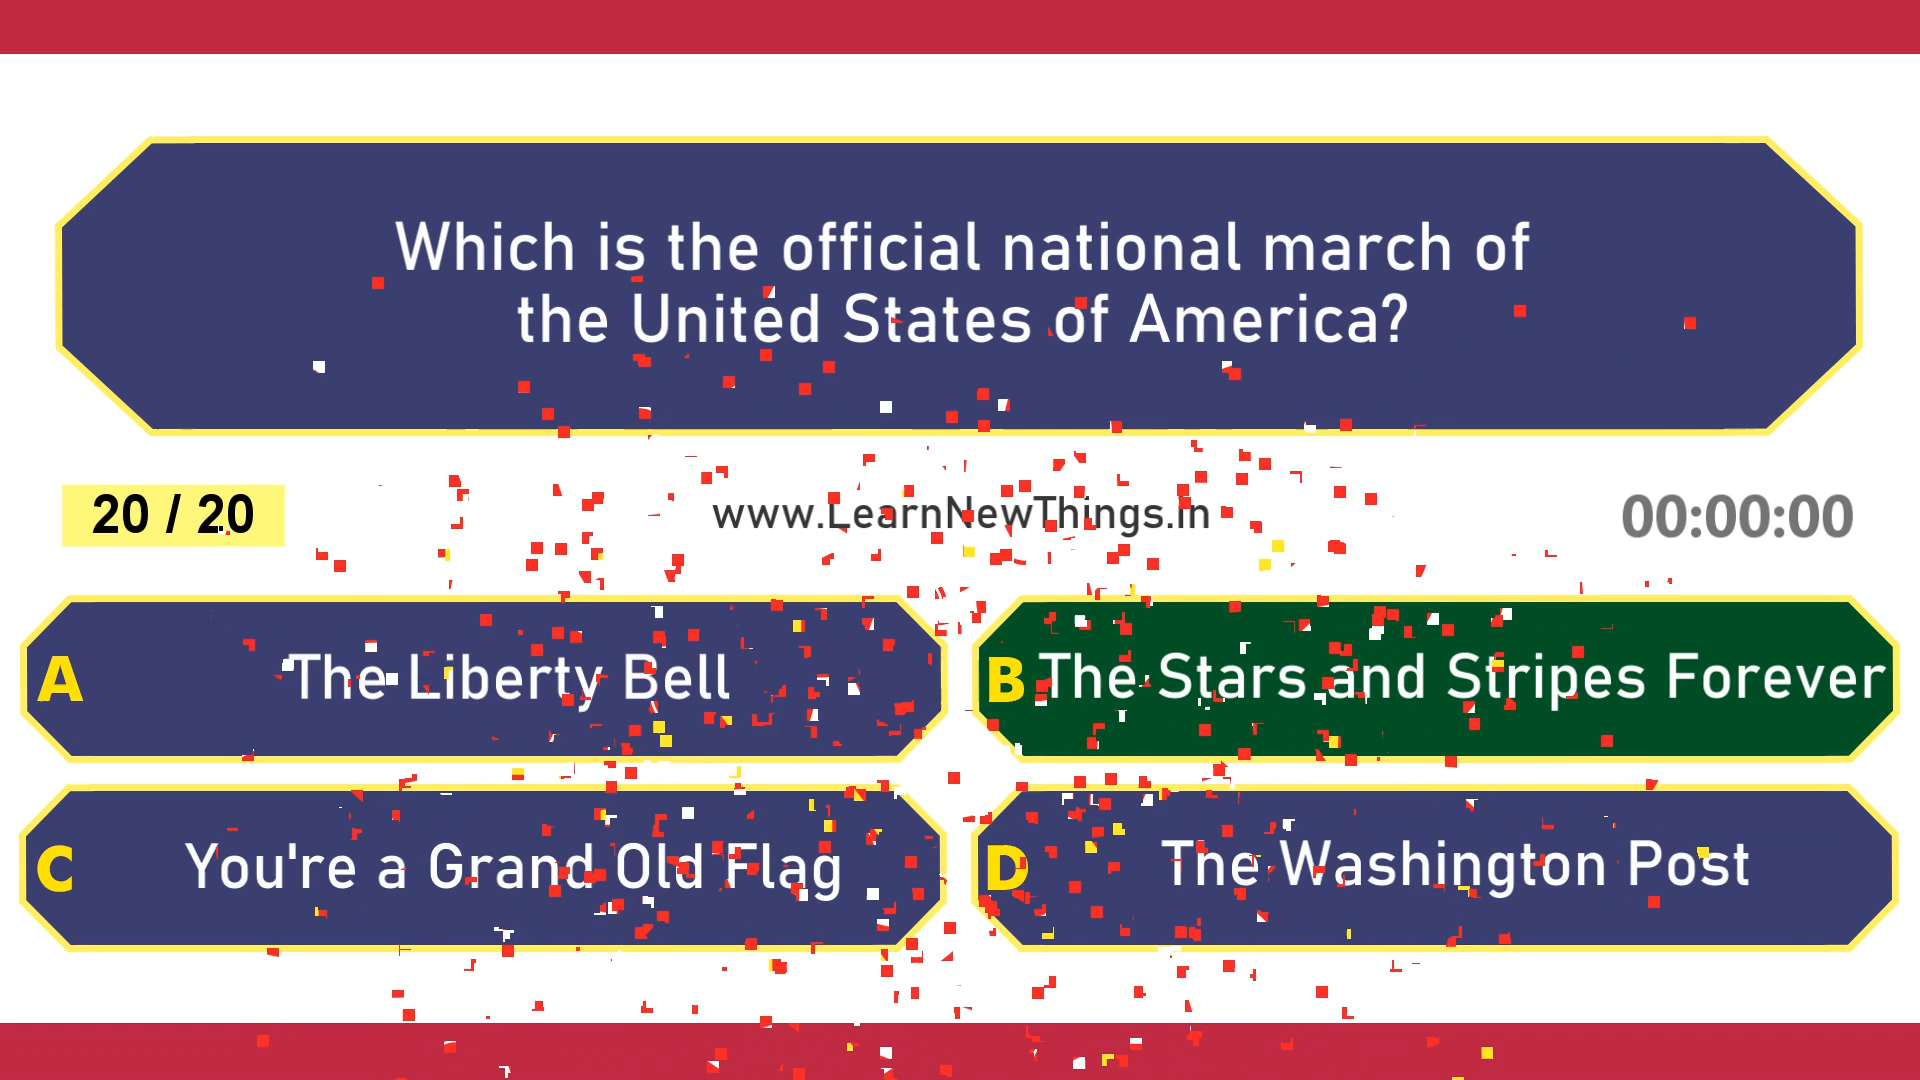 Which is the official national march of
the United States of America?
20 / 20
www.LearnNewThings.in
00:00:00
A The Liberty Bell
B The Stars and Stripes Forever
C You're a Grand Old Flag
D The Washington Post